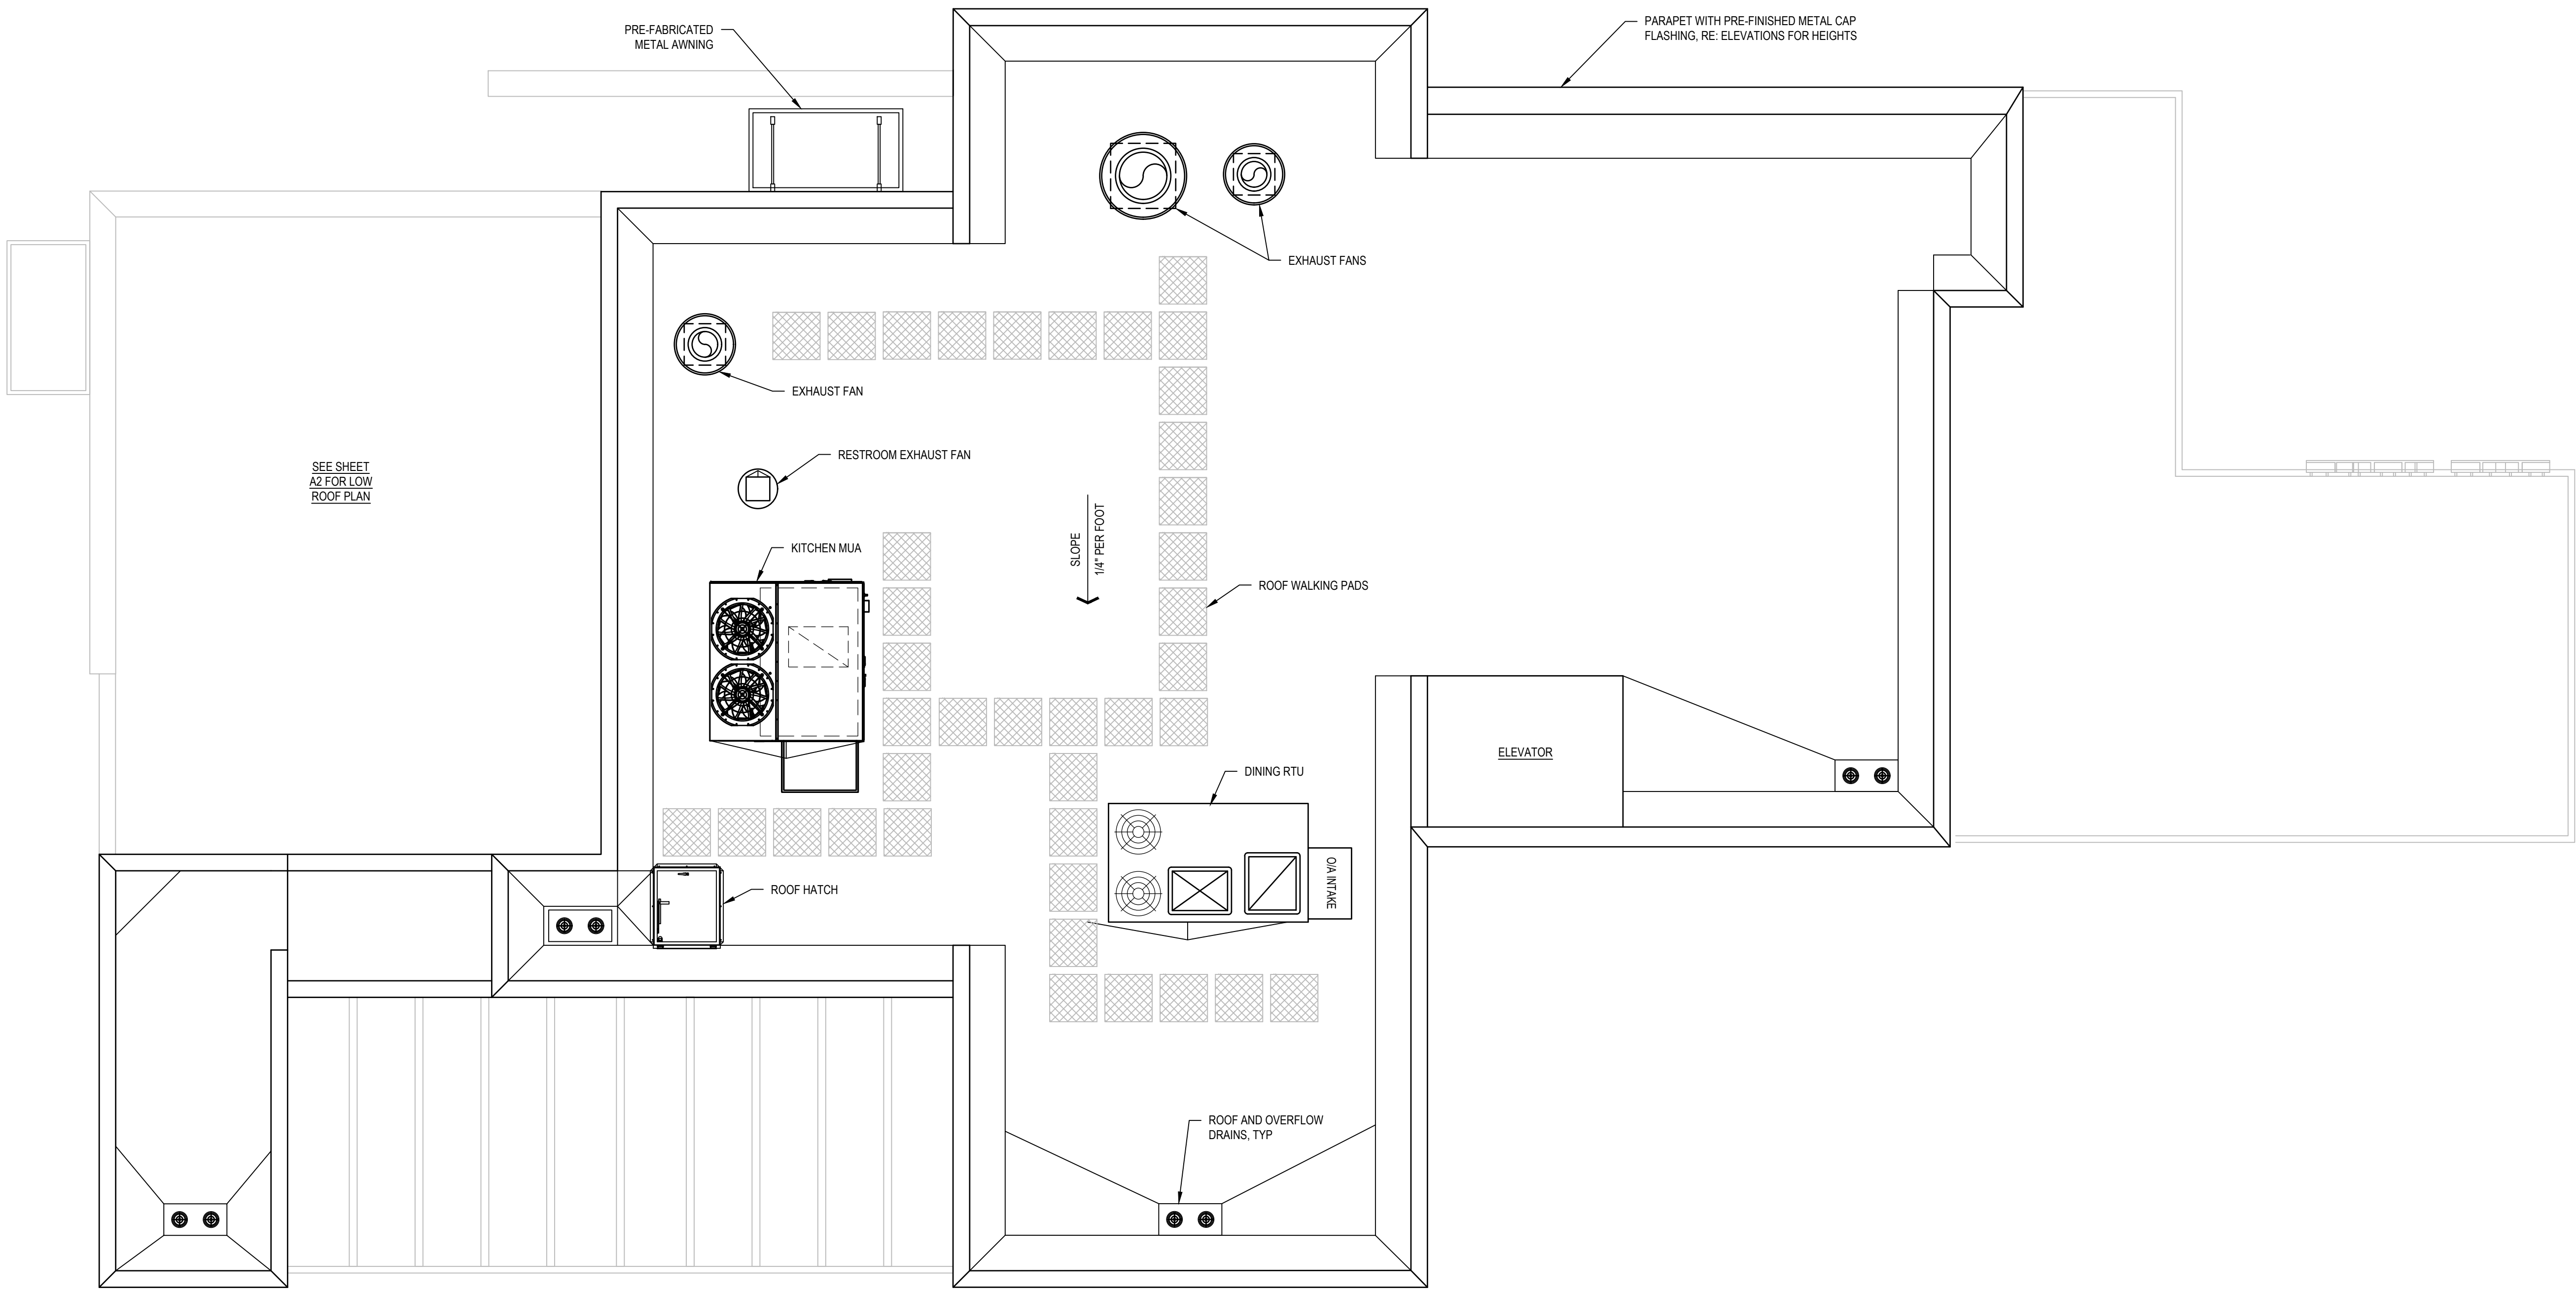 PRE-FABRICATED
METAL AWNING
PARAPET WITH PRE-FINISHED METAL CAP
FLASHING, RE: ELEVATIONS FOR HEIGHTS
EXHAUST FANS
EXHAUST FAN
RESTROOM EXHAUST FAN
SEE SHEET
A2 FOR LOW
ROOF PLAN
KITCHEN MUA
SLOPE
1/4" PER FOOT
ROOF WALKING PADS
ELEVATOR
DINING RTU
O/A INTAKE
ROOF HATCH
ROOF AND OVERFLOW
DRAINS, TYP